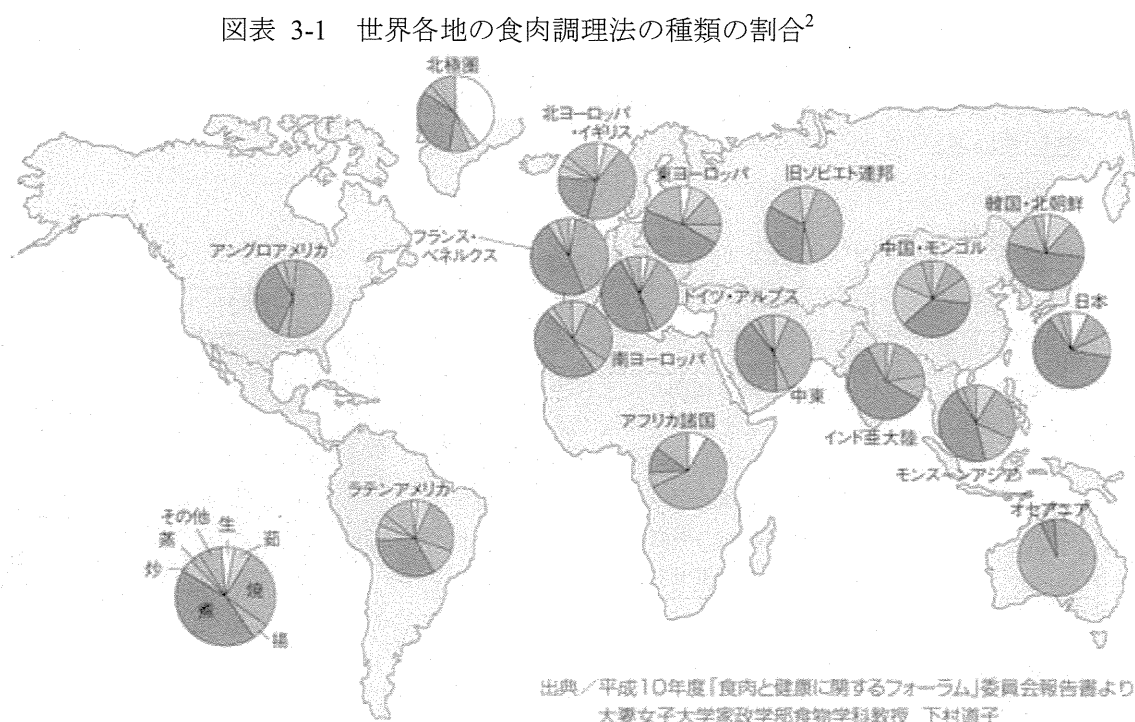 図表 3-1 世界各地の食肉調理法の種類の割合2
北極圏
北ヨーロッパ
・イギリス
東ヨーロッパ
旧ソビエト連邦
韓国・北朝鮮
アングロアメリカ
フランス・
ベネルクス
中国・モンゴル
ドイツ・アルプス
日本
南ヨーロッパ
中東
アフリカ諸国
インド亜大陸
モンスーンアジア
ラテンアメリカ
オセアニア
その他
生
蒸
茹
炒
焼
煮
揚
出典/平成10年度「食肉と健康に関するフォーラム」委員会報告書より
大妻女子大学家政学部食物学科教授 下村道子